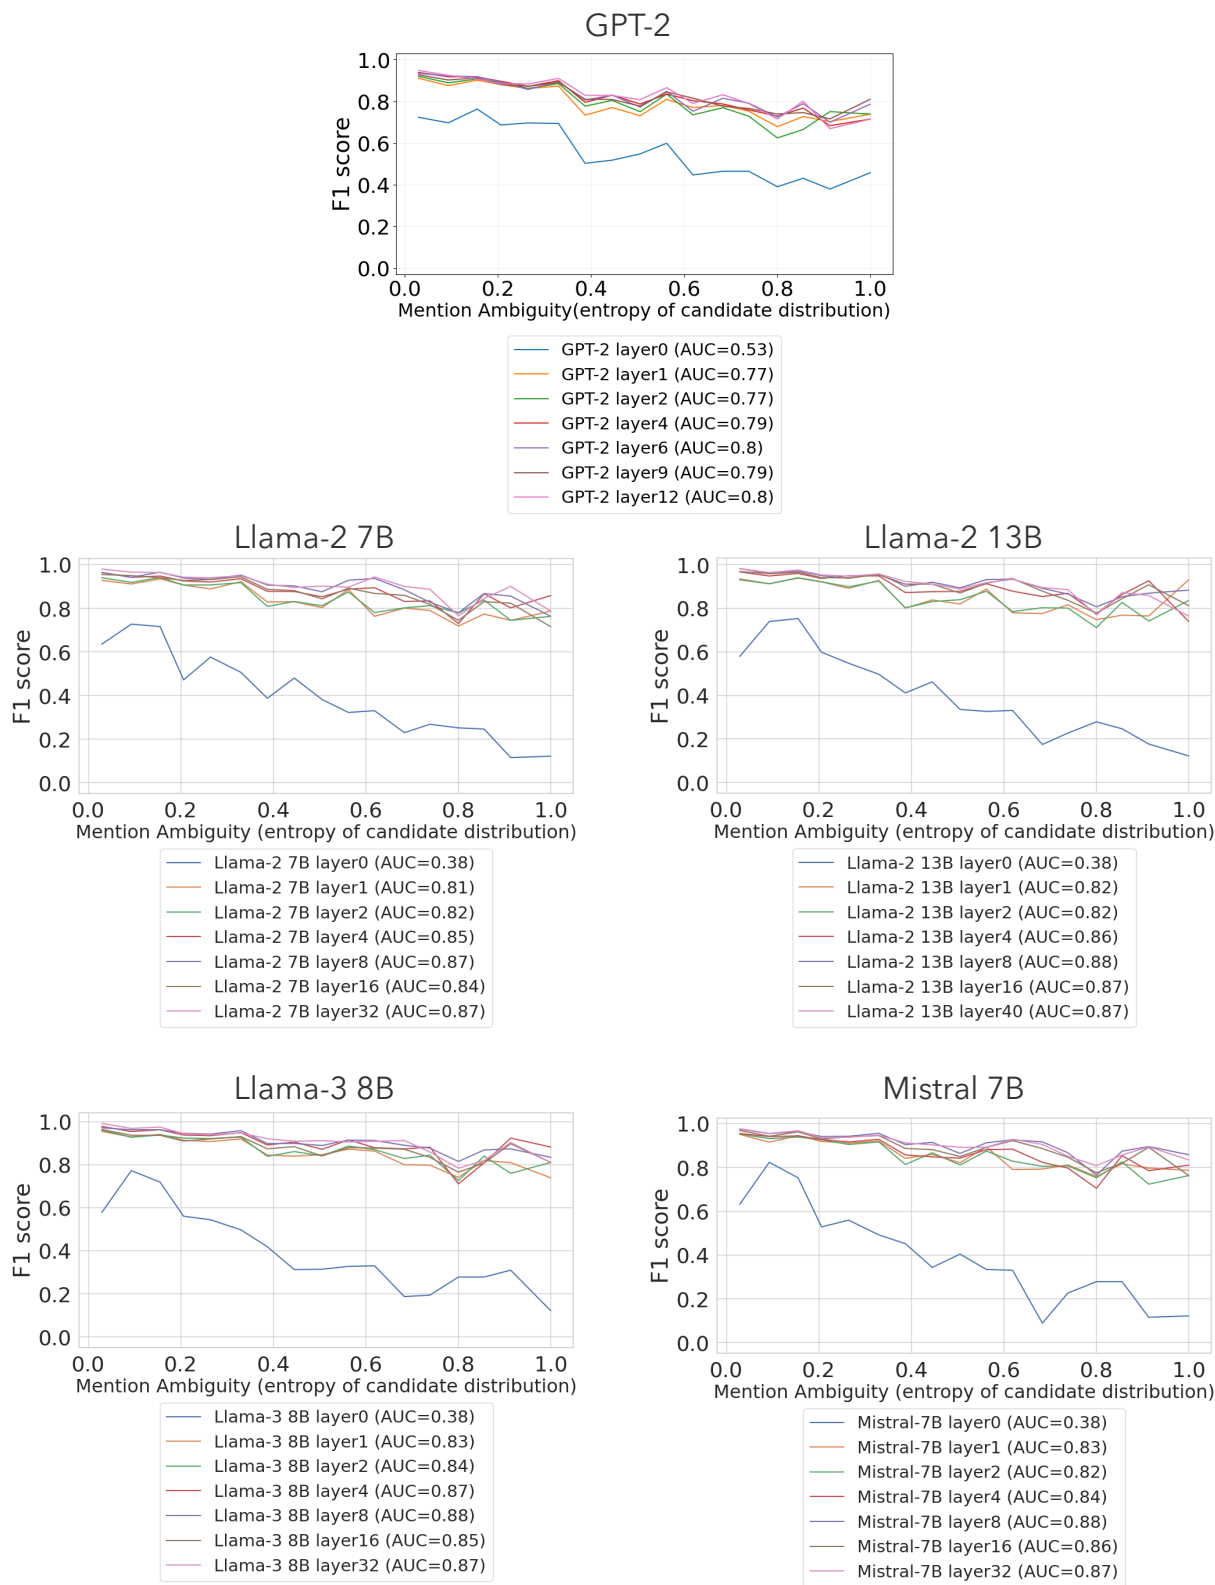 GPT-2
1.0
0.8
0.6
0.4
0.2
0.0
F1 score
0.0 0.2 0.4 0.6 0.8 1.0
Mention Ambiguity(entropy of candidate distribution)
GPT-2 layer0 (AUC=0.53)
GPT-2 layer1 (AUC=0.77)
GPT-2 layer2 (AUC=0.77)
GPT-2 layer4 (AUC=0.79)
GPT-2 layer6 (AUC=0.8)
GPT-2 layer9 (AUC=0.79)
GPT-2 layer12 (AUC=0.8)
Llama-2 7B
1.0
0.8
0.6
0.4
0.2
0.0
F1 score
0.0 0.2 0.4 0.6 0.8 1.0
Mention Ambiguity (entropy of candidate distribution)
Llama-2 7B layer0 (AUC=0.38)
Llama-2 7B layer1 (AUC=0.81)
Llama-2 7B layer2 (AUC=0.82)
Llama-2 7B layer4 (AUC=0.85)
Llama-2 7B layer8 (AUC=0.87)
Llama-2 7B layer16 (AUC=0.84)
Llama-2 7B layer32 (AUC=0.87)
Llama-2 13B
1.0
0.8
0.6
0.4
0.2
0.0
F1 score
0.0 0.2 0.4 0.6 0.8 1.0
Mention Ambiguity (entropy of candidate distribution)
Llama-2 13B layer0 (AUC=0.38)
Llama-2 13B layer1 (AUC=0.82)
Llama-2 13B layer2 (AUC=0.82)
Llama-2 13B layer4 (AUC=0.86)
Llama-2 13B layer8 (AUC=0.88)
Llama-2 13B layer16 (AUC=0.87)
Llama-2 13B layer40 (AUC=0.87)
Llama-3 8B
1.0
0.8
0.6
0.4
0.2
0.0
F1 score
0.0 0.2 0.4 0.6 0.8 1.0
Mention Ambiguity (entropy of candidate distribution)
Llama-3 8B layer0 (AUC=0.38)
Llama-3 8B layer1 (AUC=0.83)
Llama-3 8B layer2 (AUC=0.84)
Llama-3 8B layer4 (AUC=0.87)
Llama-3 8B layer8 (AUC=0.88)
Llama-3 8B layer16 (AUC=0.85)
Llama-3 8B layer32 (AUC=0.87)
Mistral 7B
1.0
0.8
0.6
0.4
0.2
0.0
F1 score
0.0 0.2 0.4 0.6 0.8 1.0
Mention Ambiguity (entropy of candidate distribution)
Mistral-7B layer0 (AUC=0.38)
Mistral-7B layer1 (AUC=0.83)
Mistral-7B layer2 (AUC=0.82)
Mistral-7B layer4 (AUC=0.84)
Mistral-7B layer8 (AUC=0.88)
Mistral-7B layer16 (AUC=0.86)
Mistral-7B layer32 (AUC=0.87)